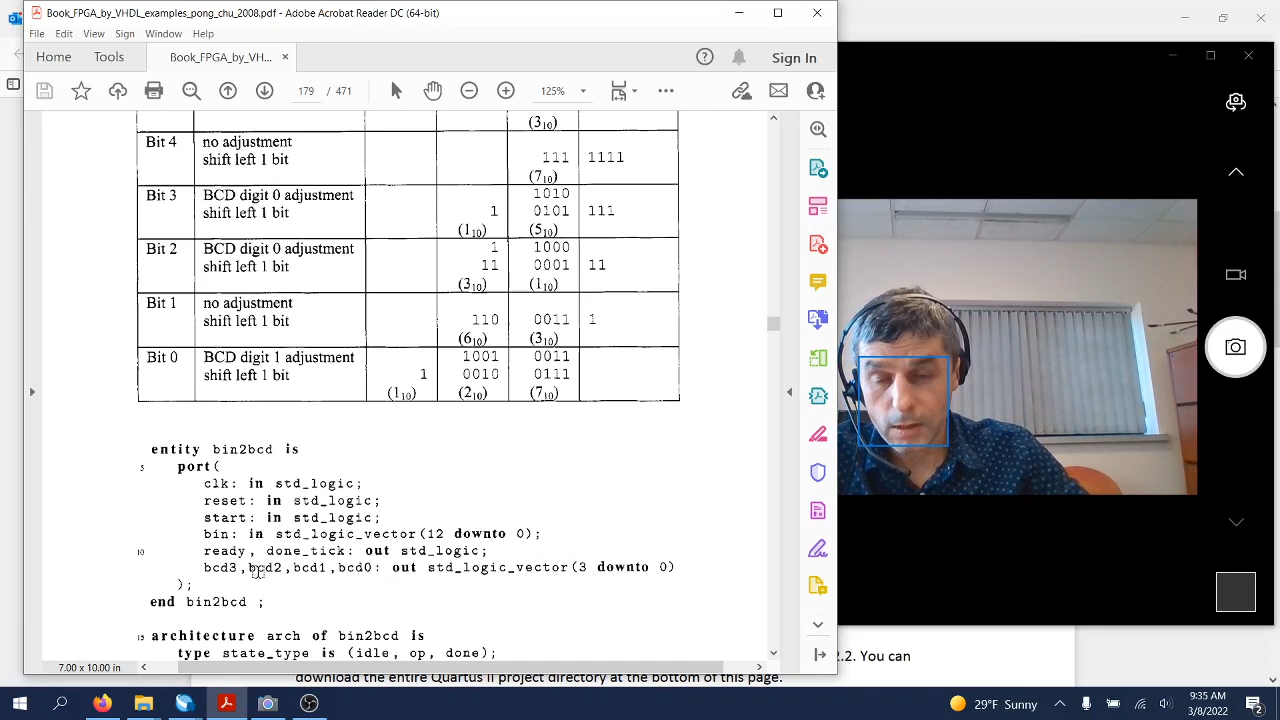 Book_FPGA_by_VHDL_examples_pong_chu_2008.pdf - Adobe Acrobat Reader DC (64-bit)
File Edit View Sign Window Help
Home Tools Book_FPGA_by_VH... × Sign In
179 / 471 125%
(3₁₀)
Bit 4 no adjustment
shift left 1 bit 111 1111
(7₁₀)
Bit 3 BCD digit 0 adjustment 1010
shift left 1 bit 1 0101 111
(1₁₀) (5₁₀)
Bit 2 BCD digit 0 adjustment 1 1000
shift left 1 bit 11 0001 11
(3₁₀) (1₁₀)
Bit 1 no adjustment
shift left 1 bit 110 0011 1
(6₁₀) (3₁₀)
Bit 0 BCD digit 1 adjustment 1001 0011
shift left 1 bit 1 0010 0111
(1₁₀) (2₁₀) (7₁₀)
entity bin2bcd is
5 port(
clk: in std_logic;
reset: in std_logic;
start: in std_logic;
bin: in std_logic_vector(12 downto 0);
10 ready, done_tick: out std_logic;
bcd3,bcd2,bcd1,bcd0: out std_logic_vector(3 downto 0)
);
end bin2bcd ;
15 architecture arch of bin2bcd is
type state_type is (idle, op, done);
7.00 x 10.00 in
2.2. You can
download the entire Quartus II project directory at the bottom of this page.
29°F Sunny
9:35 AM
3/8/2022
2